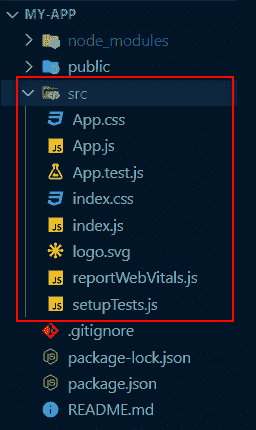 MY-APP
node_modules
public
src
App.css
JS App.js
App.test.js
index.css
JS index.js
logo.svg
JS reportWebVitals.js
JS setupTests.js
.gitignore
package-lock.json
package.json
README.md